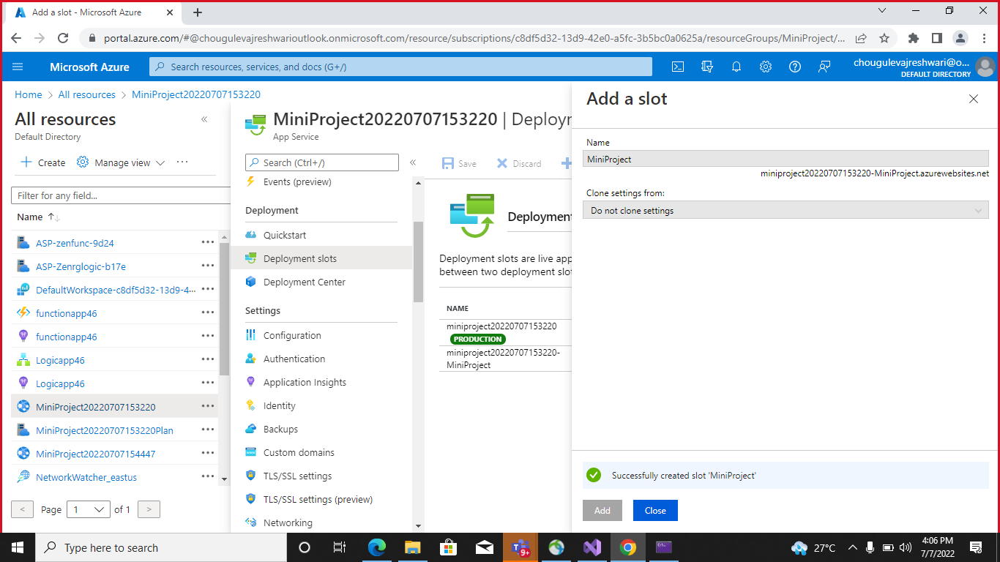 Add a slot - Microsoft Azure
portal.azure.com/#@chougulevajreshwarioutlook.onmicrosoft.com/resource/subscriptions/c8df5d32-13d9-42e0-a5fc-3b5bc0a0625a/resourceGroups/MiniProject/...
Microsoft Azure
Search resources, services, and docs (G+/)
chougulevajreshwari@o...
DEFAULT DIRECTORY
Home > All resources > MiniProject20220707153220
All resources
Default Directory
Create
Manage view
...
Filter for any field...
Name
ASP-zenfunc-9d24
ASP-Zenrglogic-b17e
DefaultWorkspace-c8df5d32-13d9-4...
functionapp46
functionapp46
Logicapp46
Logicapp46
MiniProject20220707153220
MiniProject20220707153220Plan
MiniProject20220707154447
NetworkWatcher_eastus
< Page 1 of 1 >
MiniProject20220707153220 | Deployn
App Service
Search (Ctrl+/)
Events (preview)
Deployment
Quickstart
Deployment slots
Deployment Center
Settings
Configuration
Authentication
Application Insights
Identity
Backups
Custom domains
TLS/SSL settings
TLS/SSL settings (preview)
Networking
Save
Discard
Deployment
Deployment slots are live app
between two deployment slot
NAME
miniproject20220707153220
PRODUCTION
miniproject20220707153220-
MiniProject
Add a slot
Name
MiniProject
miniproject20220707153220-MiniProject.azurewebsites.net
Clone settings from:
Do not clone settings
Successfully created slot 'MiniProject'
Add
Close
Type here to search
9+
27°C
4:06 PM
7/7/2022